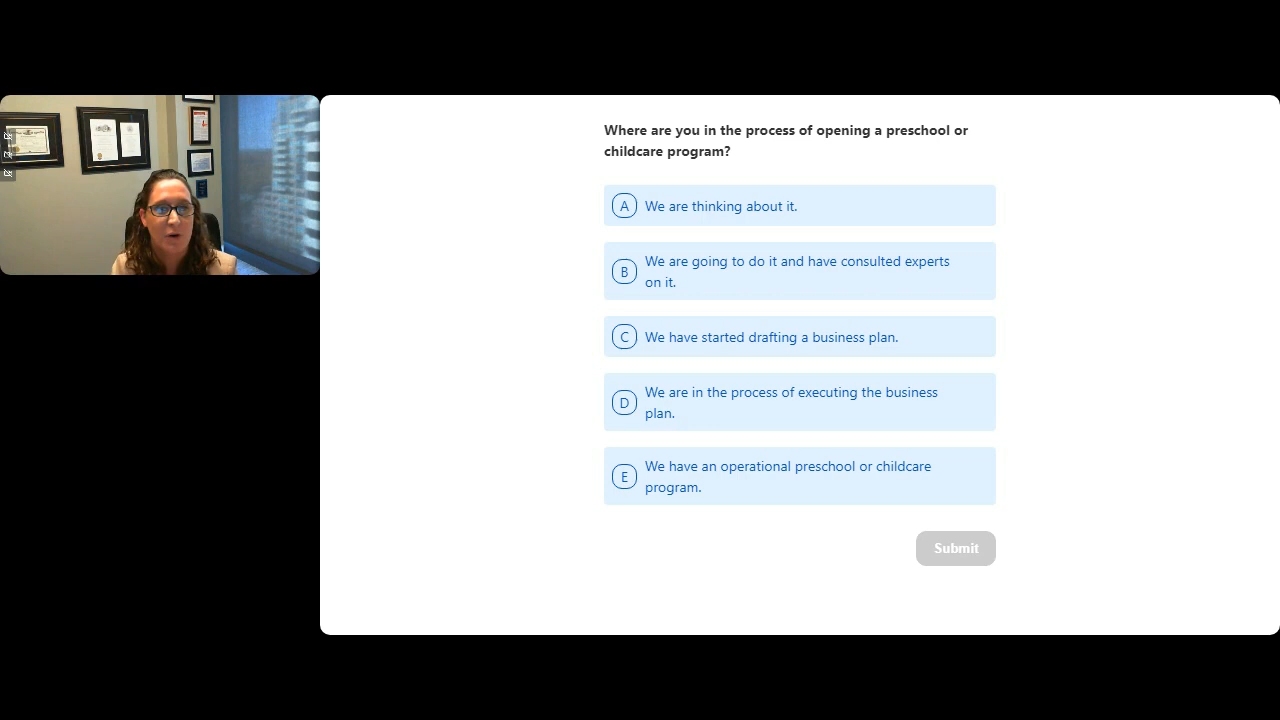 Where are you in the process of opening a preschool or
childcare program?
A We are thinking about it.
B We are going to do it and have consulted experts
on it.
C We have started drafting a business plan.
D We are in the process of executing the business
plan.
E We have an operational preschool or childcare
program.
Submit